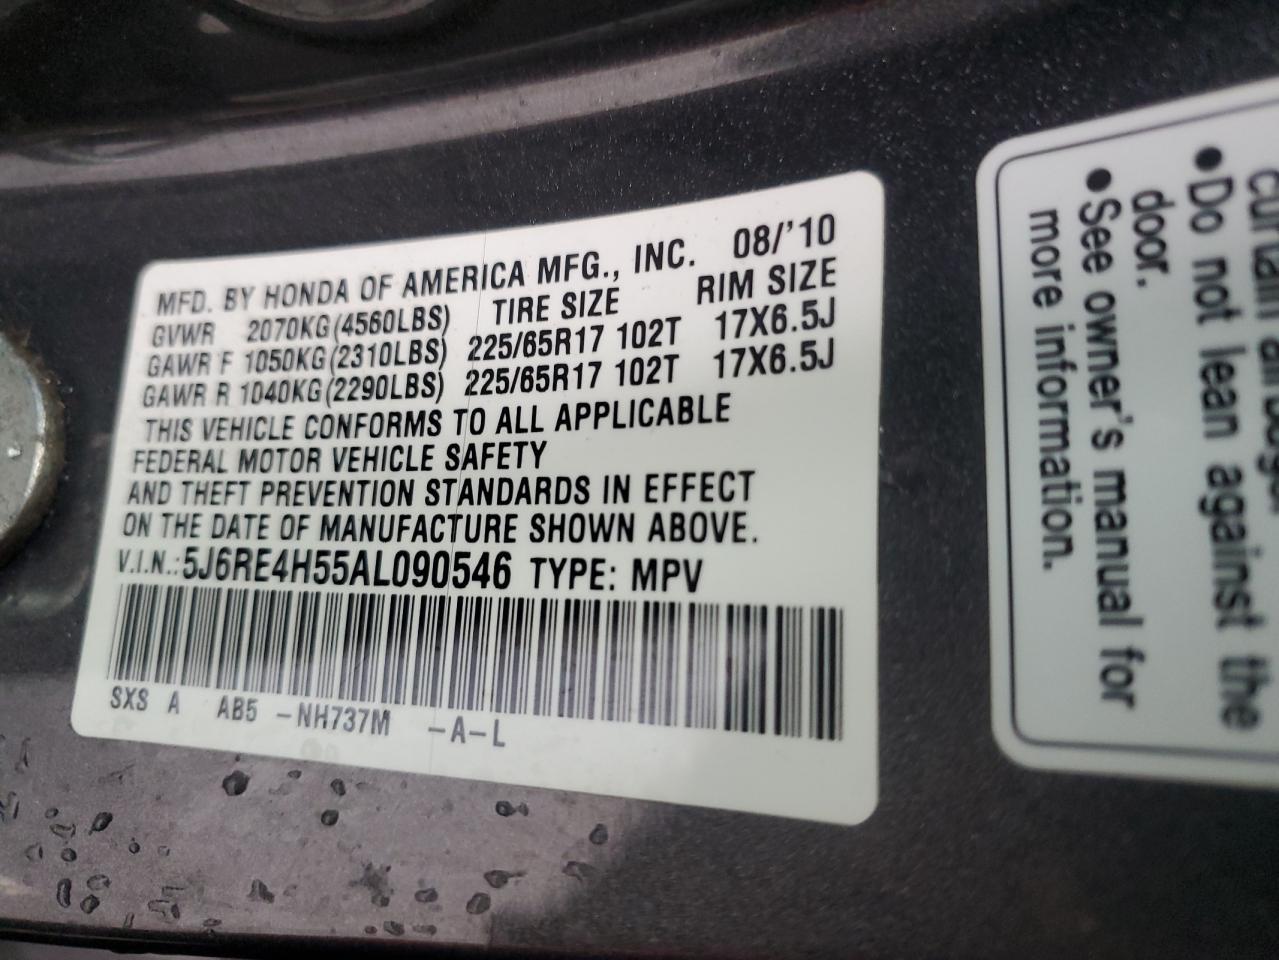 MFD. BY HONDA OF AMERICA MFG., INC. 08/'10
GVWR 2070KG(4560LBS) TIRE SIZE RIM SIZE
GAWR F 1050KG(2310LBS) 225/65R17 102T 17X6.5J
GAWR R 1040KG(2290LBS) 225/65R17 102T 17X6.5J
THIS VEHICLE CONFORMS TO ALL APPLICABLE
FEDERAL MOTOR VEHICLE SAFETY
AND THEFT PREVENTION STANDARDS IN EFFECT
ON THE DATE OF MANUFACTURE SHOWN ABOVE.
V.I.N.:5J6RE4H55AL090546 TYPE: MPV
SXS A AB5 -NH737M -A-L
curtain airbag.
•Do not lean against the
door.
•See owner's manual for
more information.